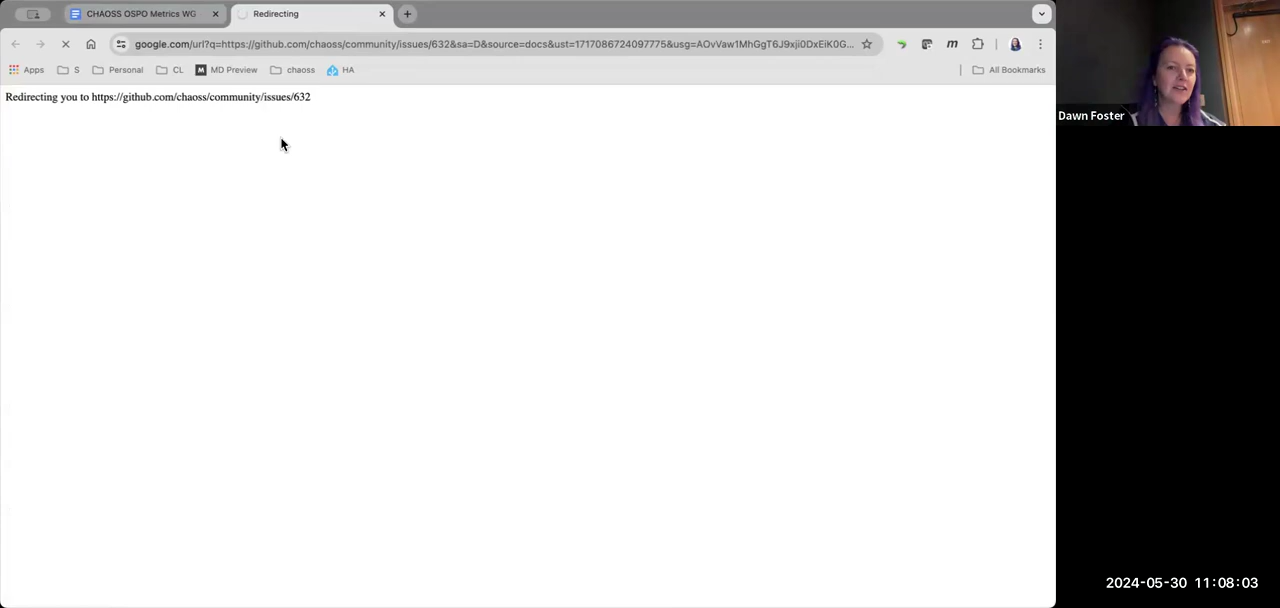 CHAOSS OSPO Metrics WG
Redirecting
google.com/url?q=https://github.com/chaoss/community/issues/632&sa=D&source=docs&ust=1717086724097775&usg=AOvVaw1MhGgT6J9xji0DxEiK0G...
Apps
S
Personal
CL
M MD Preview
chaoss
HA
All Bookmarks
Redirecting you to https://github.com/chaoss/community/issues/632
Dawn Foster
2024-05-30 11:08:03